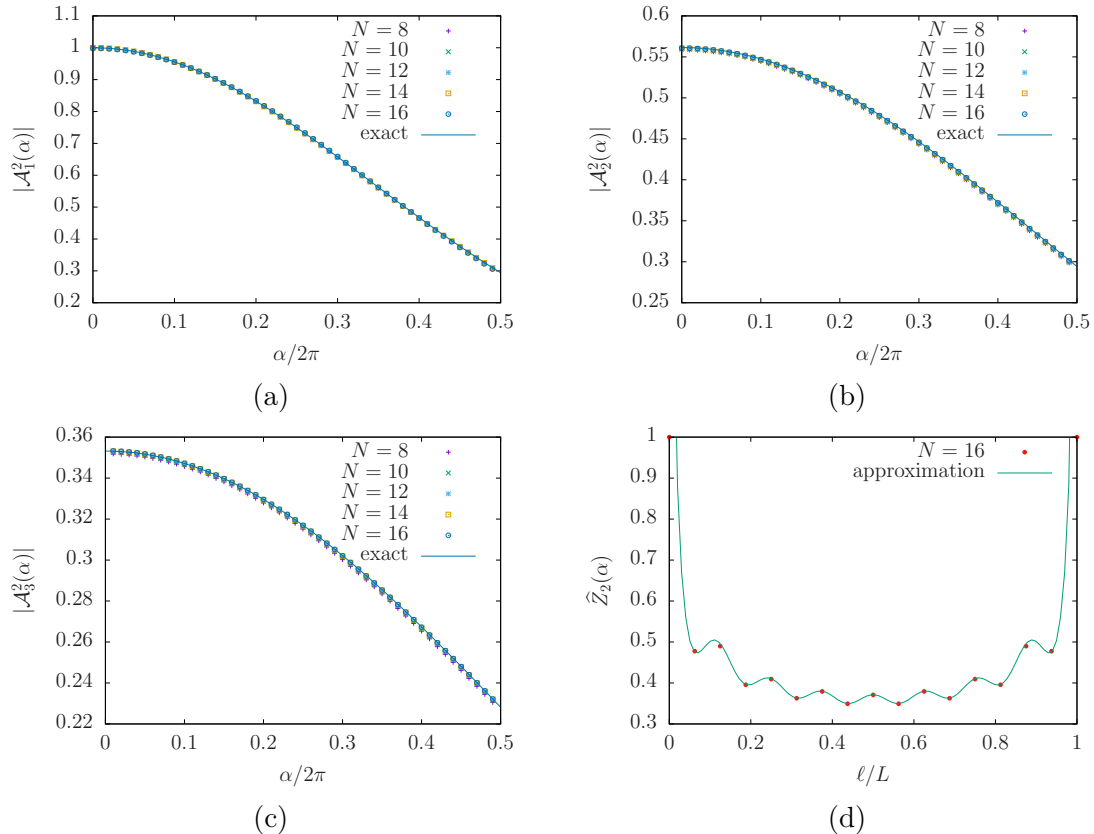 |𝒜₁²(α)|
1.1
1
0.9
0.8
0.7
0.6
0.5
0.4
0.3
0.2
0 0.1 0.2 0.3 0.4 0.5
α/2π
N = 8
N = 10
N = 12
N = 14
N = 16
exact
(a)
|𝒜₂²(α)|
0.6
0.55
0.5
0.45
0.4
0.35
0.3
0.25
0 0.1 0.2 0.3 0.4 0.5
α/2π
N = 8
N = 10
N = 12
N = 14
N = 16
exact
(b)
|𝒜₃²(α)|
0.36
0.34
0.32
0.3
0.28
0.26
0.24
0.22
0 0.1 0.2 0.3 0.4 0.5
α/2π
N = 8
N = 10
N = 12
N = 14
N = 16
exact
(c)
Ẑ₂(α)
1
0.9
0.8
0.7
0.6
0.5
0.4
0.3
0 0.2 0.4 0.6 0.8 1
ℓ/L
N = 16
approximation
(d)